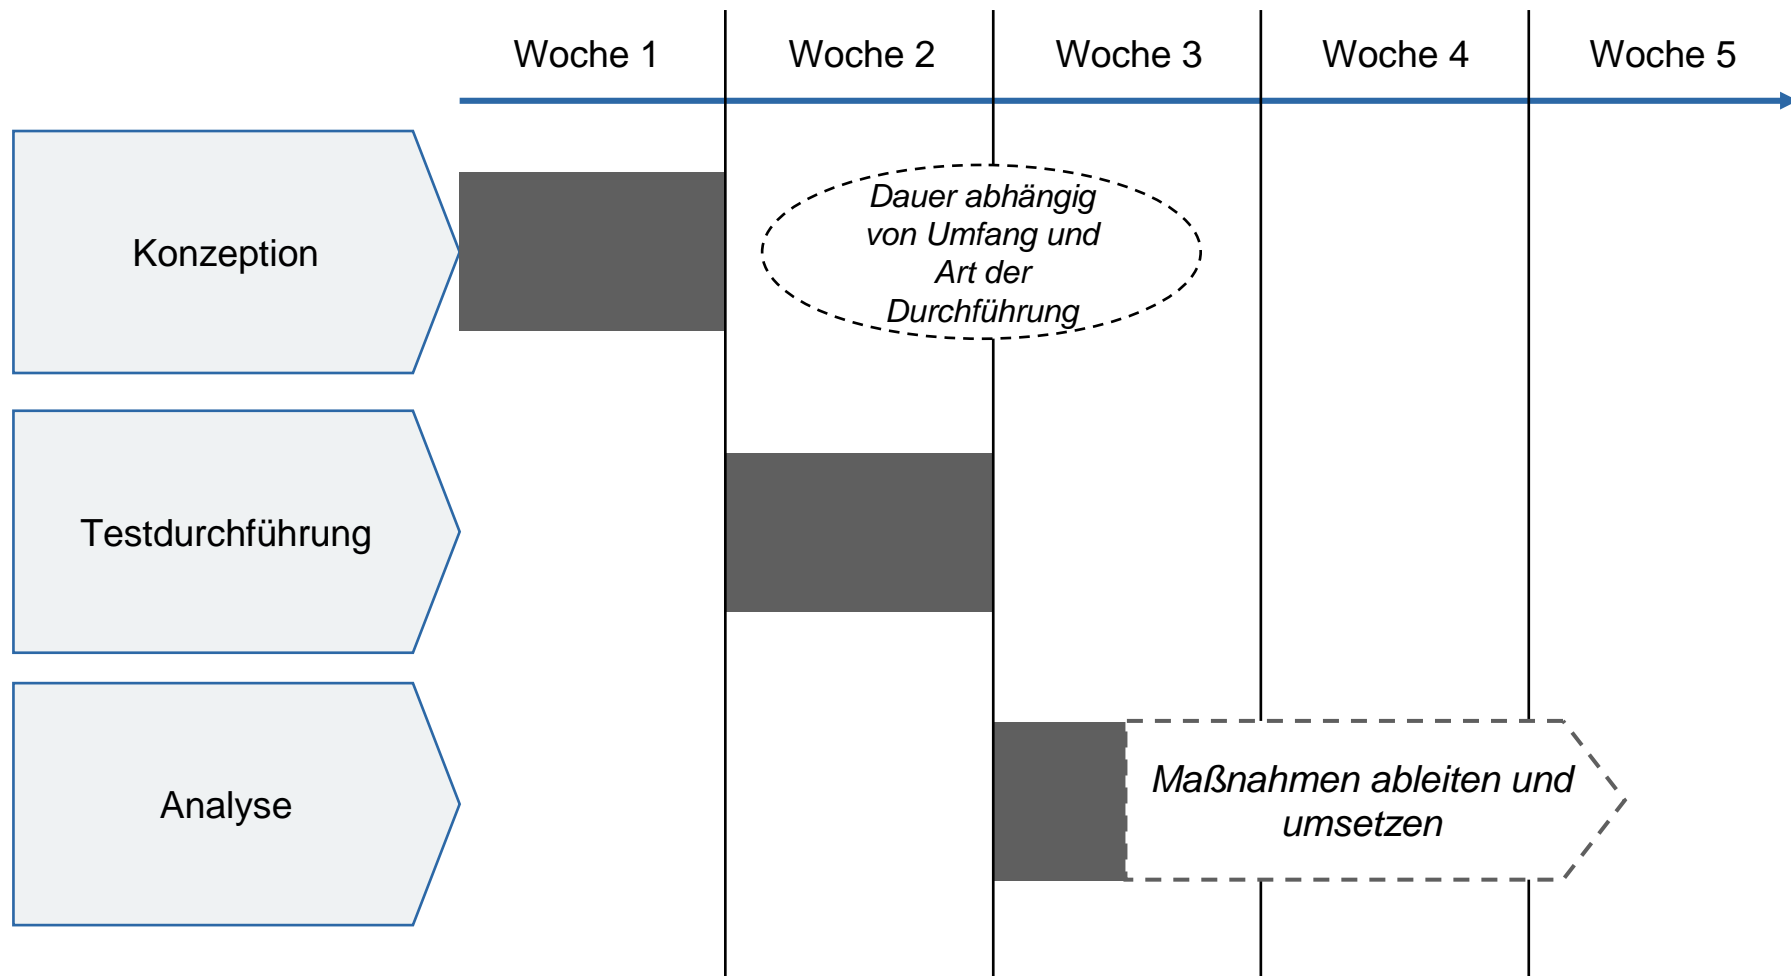 Woche 1
Woche 2
Woche 3
Woche 4
Woche 5
Konzeption
Dauer abhängig
von Umfang und
Art der
Durchführung
Testdurchführung
Analyse
Maßnahmen ableiten und
umsetzen